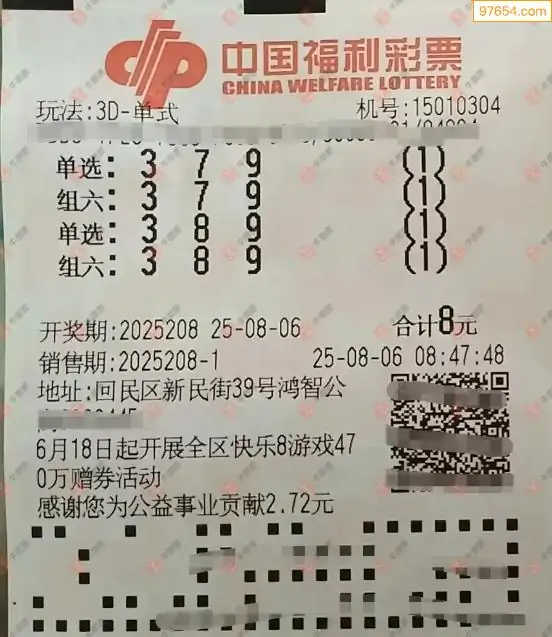 97654.com
中国福利彩票
CHINA WELFARE LOTTERY
玩法:3D-单式 机号:15010304
单选: 3 7 9 (1)
组六: 3 7 9 (1)
单选: 3 8 9 (1)
组六: 3 8 9 (1)
开奖期:2025208 25-08-06 合计8元
销售期:2025208-1 25-08-06 08:47:48
地址:回民区新民街39号鸿智公
6月18日起开展全区快乐8游戏47
0万赠券活动
感谢您为公益事业贡献2.72元